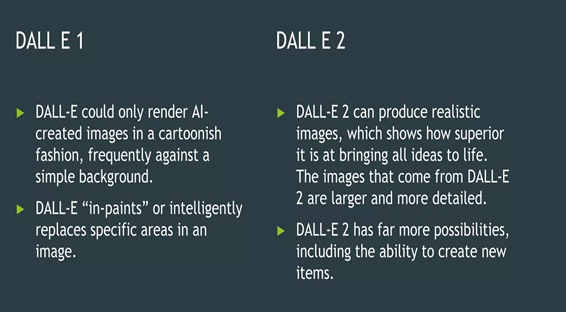 DALL E 1
DALL-E could only render AI-
created images in a cartoonish
fashion, frequently against a
simple background.
DALL-E “in-paints” or intelligently
replaces specific areas in an
image.
DALL E 2
DALL-E 2 can produce realistic
images, which shows how superior
it is at bringing all ideas to life.
The images that come from DALL-E
2 are larger and more detailed.
DALL-E 2 has far more possibilities,
including the ability to create new
items.